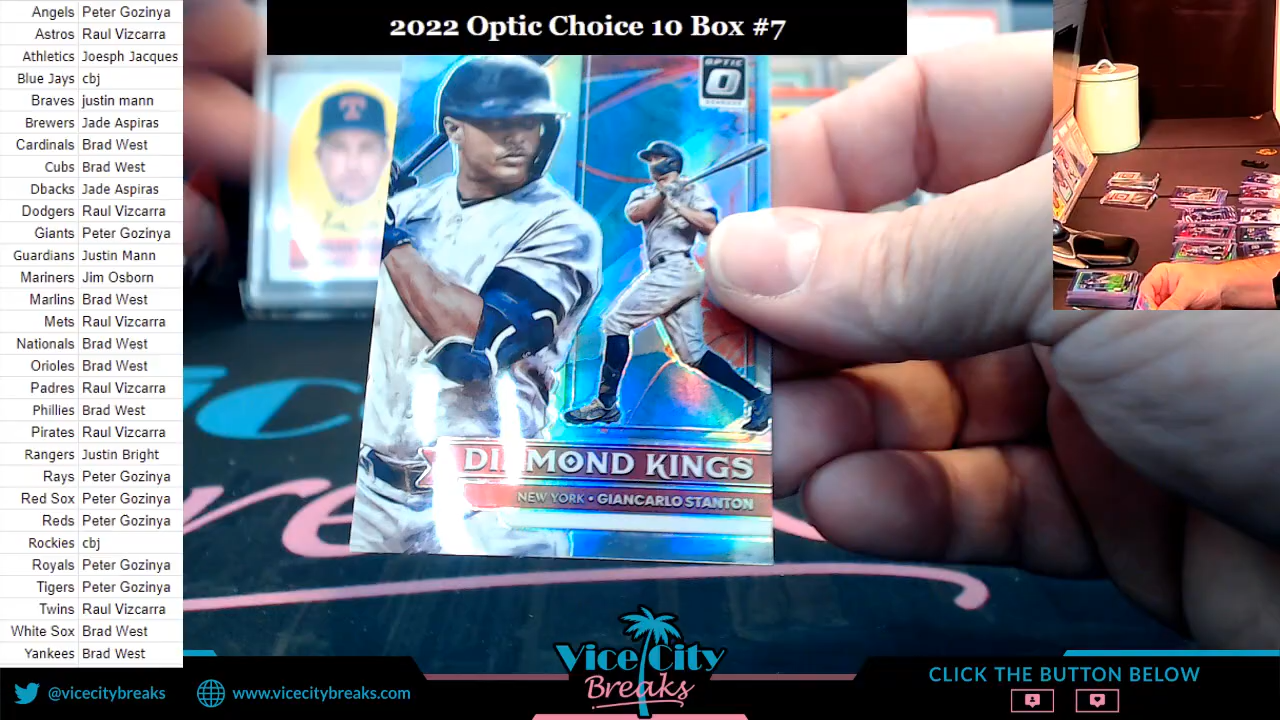 2022 Optic Choice 10 Box #7
Angels Peter Gozinya
Astros Raul Vizcarra
Athletics Joesph Jacques
Blue Jays cbj
Braves justin mann
Brewers Jade Aspiras
Cardinals Brad West
Cubs Brad West
Dbacks Jade Aspiras
Dodgers Raul Vizcarra
Giants Peter Gozinya
Guardians Justin Mann
Mariners Jim Osborn
Marlins Brad West
Mets Raul Vizcarra
Nationals Brad West
Orioles Brad West
Padres Raul Vizcarra
Phillies Brad West
Pirates Raul Vizcarra
Rangers Justin Bright
Rays Peter Gozinya
Red Sox Peter Gozinya
Reds Peter Gozinya
Rockies cbj
Royals Peter Gozinya
Tigers Peter Gozinya
Twins Raul Vizcarra
White Sox Brad West
Yankees Brad West
OPTIC
T
DIAMOND KINGS
NEW YORK • GIANCARLO STANTON
Vice City
Breaks
@vicecitybreaks
www.vicecitybreaks.com
CLICK THE BUTTON BELOW